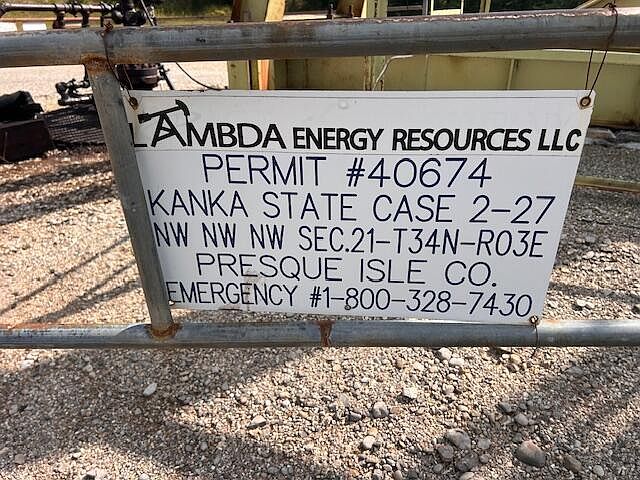 LAMBDA ENERGY RESOURCES LLC
PERMIT #40674
KANKA STATE CASE 2-27
NW NW NW SEC.21-T34N-R03E
PRESQUE ISLE CO.
EMERGENCY #1-800-328-7430